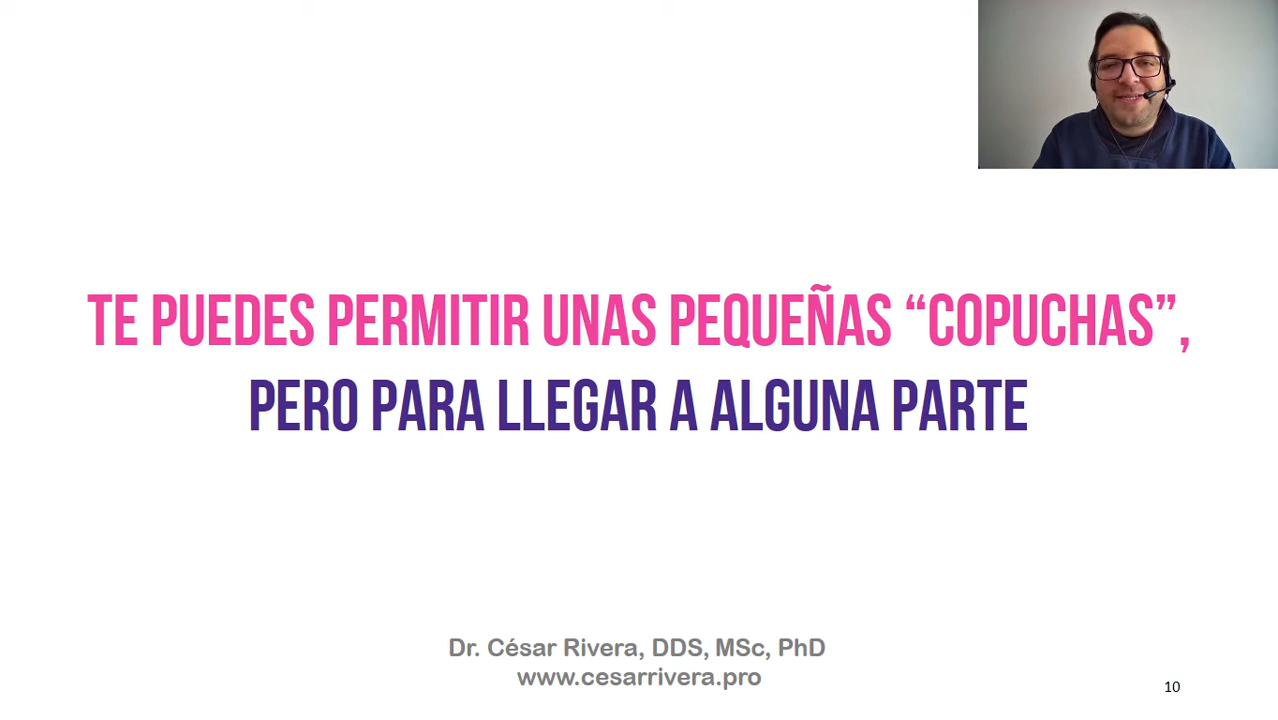 TE PUEDES PERMITIR UNAS PEQUEÑAS “COPUCHAS”,
PERO PARA LLEGAR A ALGUNA PARTE
Dr. César Rivera, DDS, MSc, PhD
www.cesarrivera.pro
10